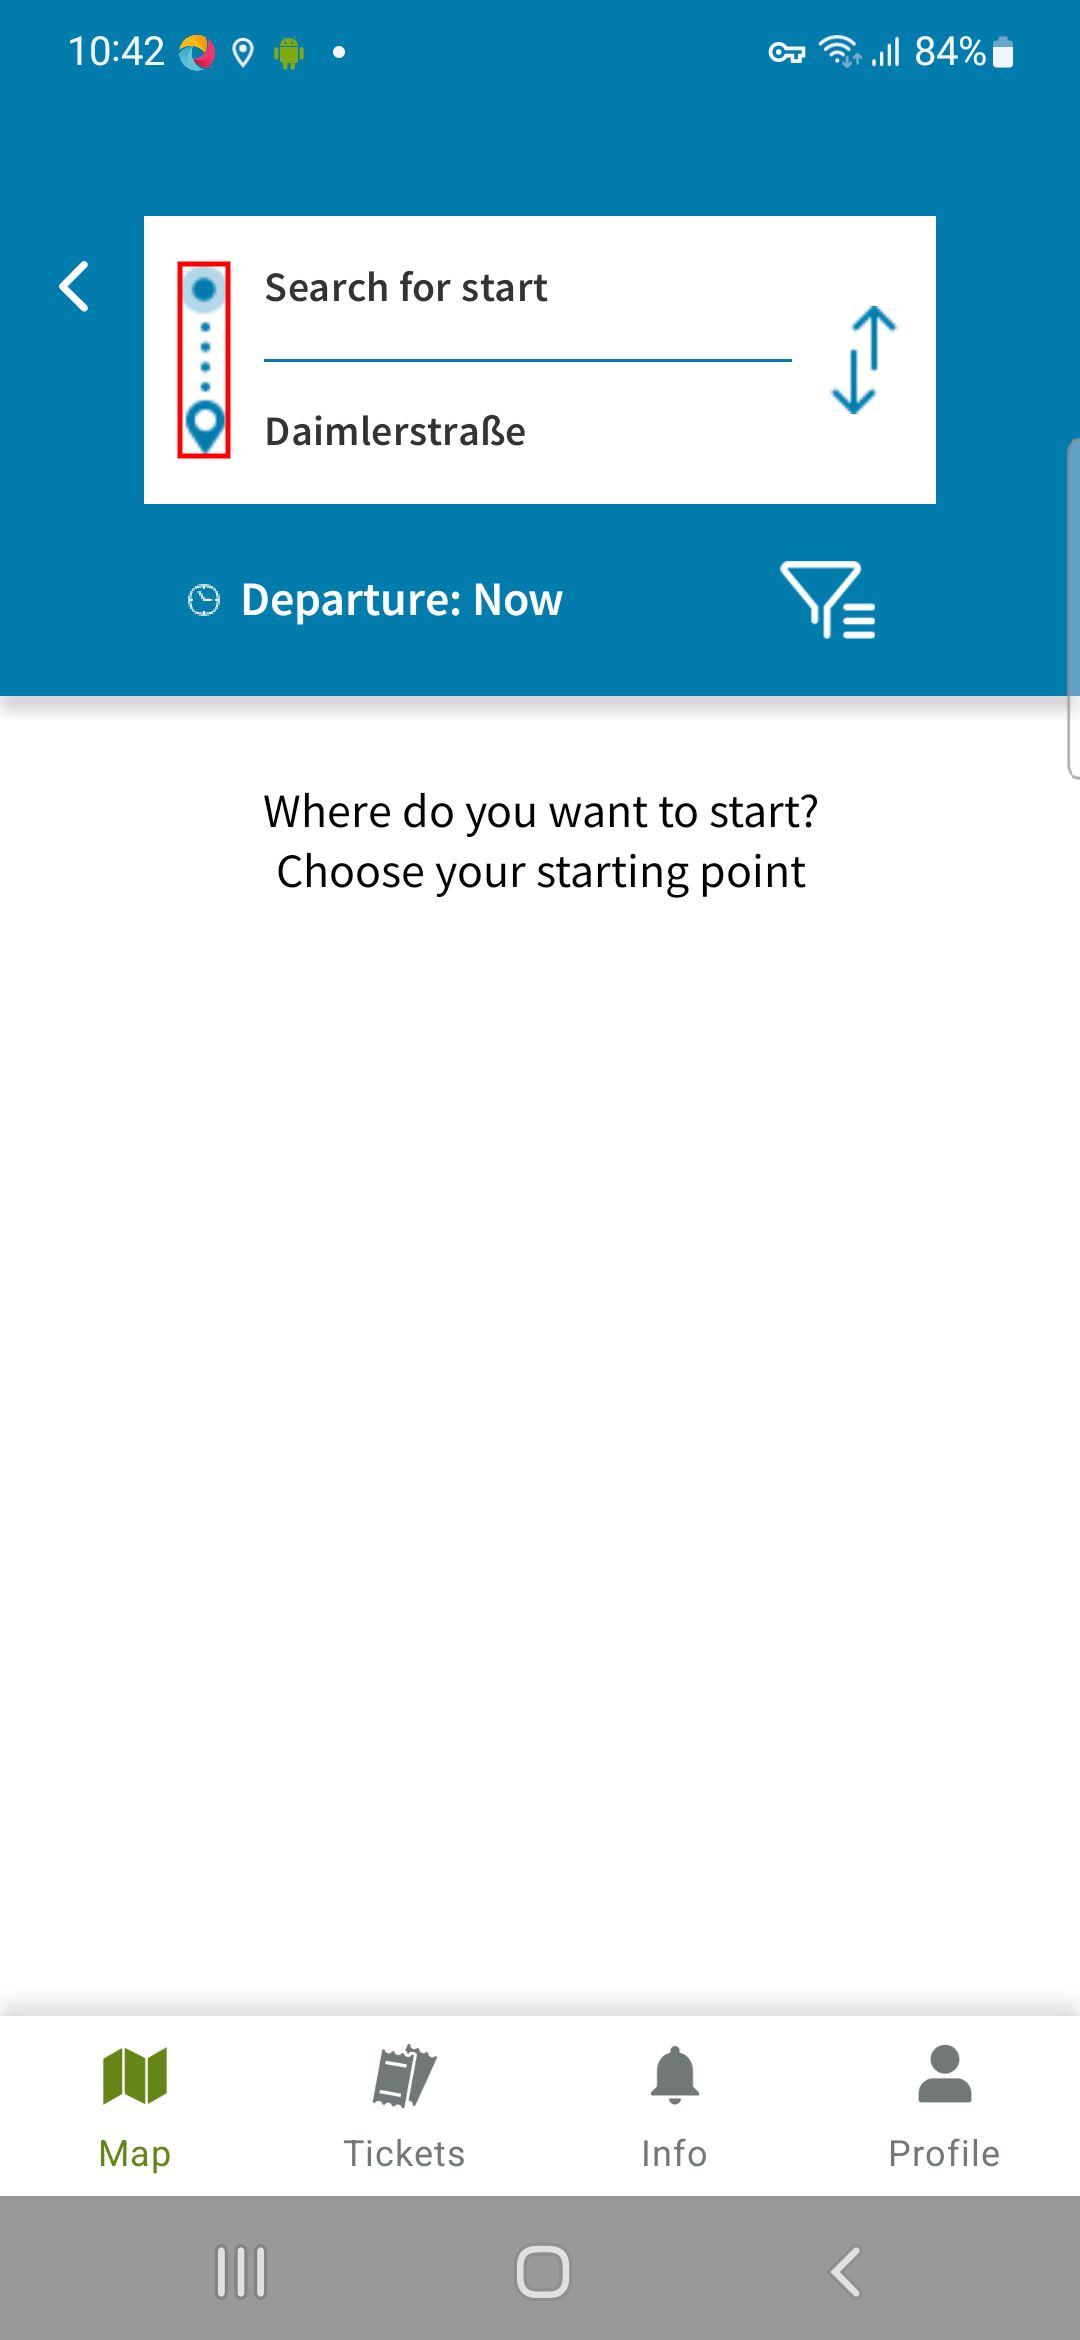 10:42
84%
Search for start
Daimlerstraße
Departure: Now
Where do you want to start?
Choose your starting point
Map
Tickets
Info
Profile